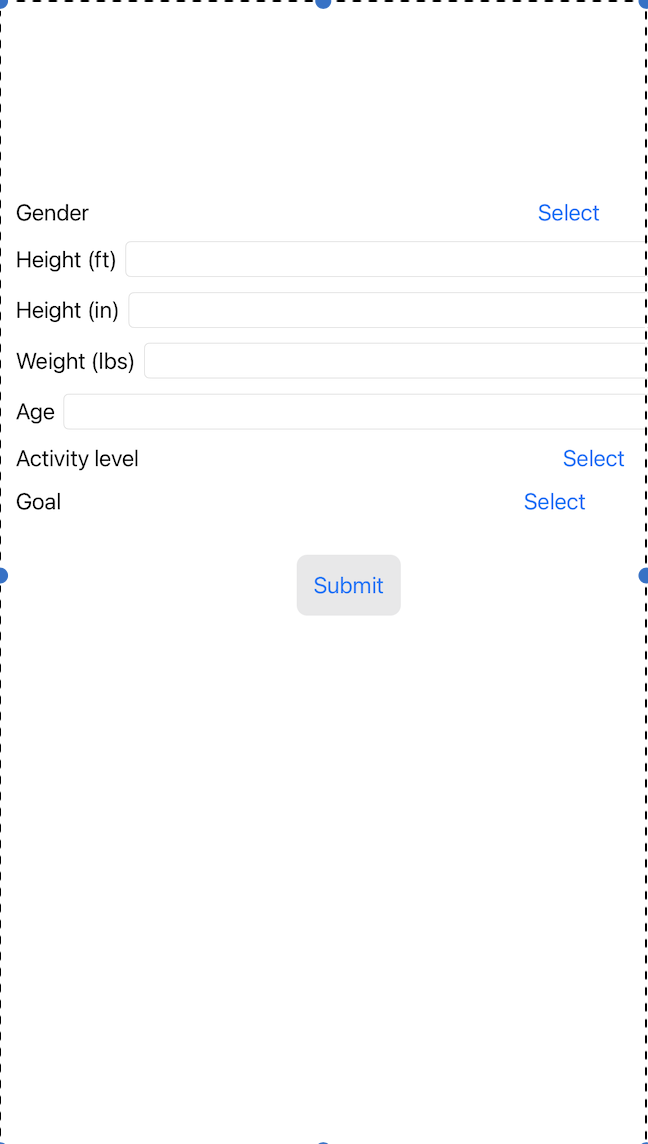 Gender Select
Height (ft)
Height (in)
Weight (lbs)
Age
Activity level Select
Goal Select
Submit